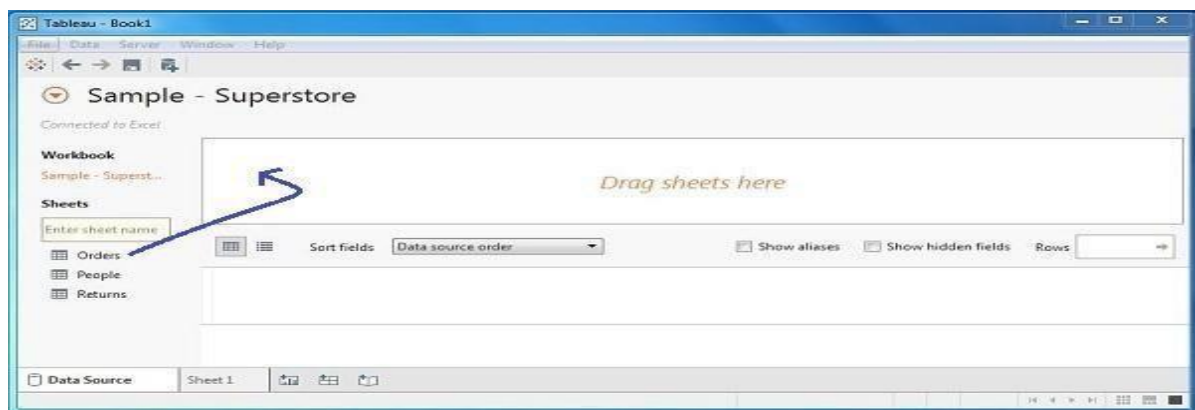 Tableau - Book1
File Data Server Window Help
Sample - Superstore
Connected to Excel
Workbook
Sample - Superst...
Drag sheets here
Sheets
Enter sheet name
Sort fields Data source order Show aliases Show hidden fields Rows
Orders
People
Returns
Data Source Sheet 1